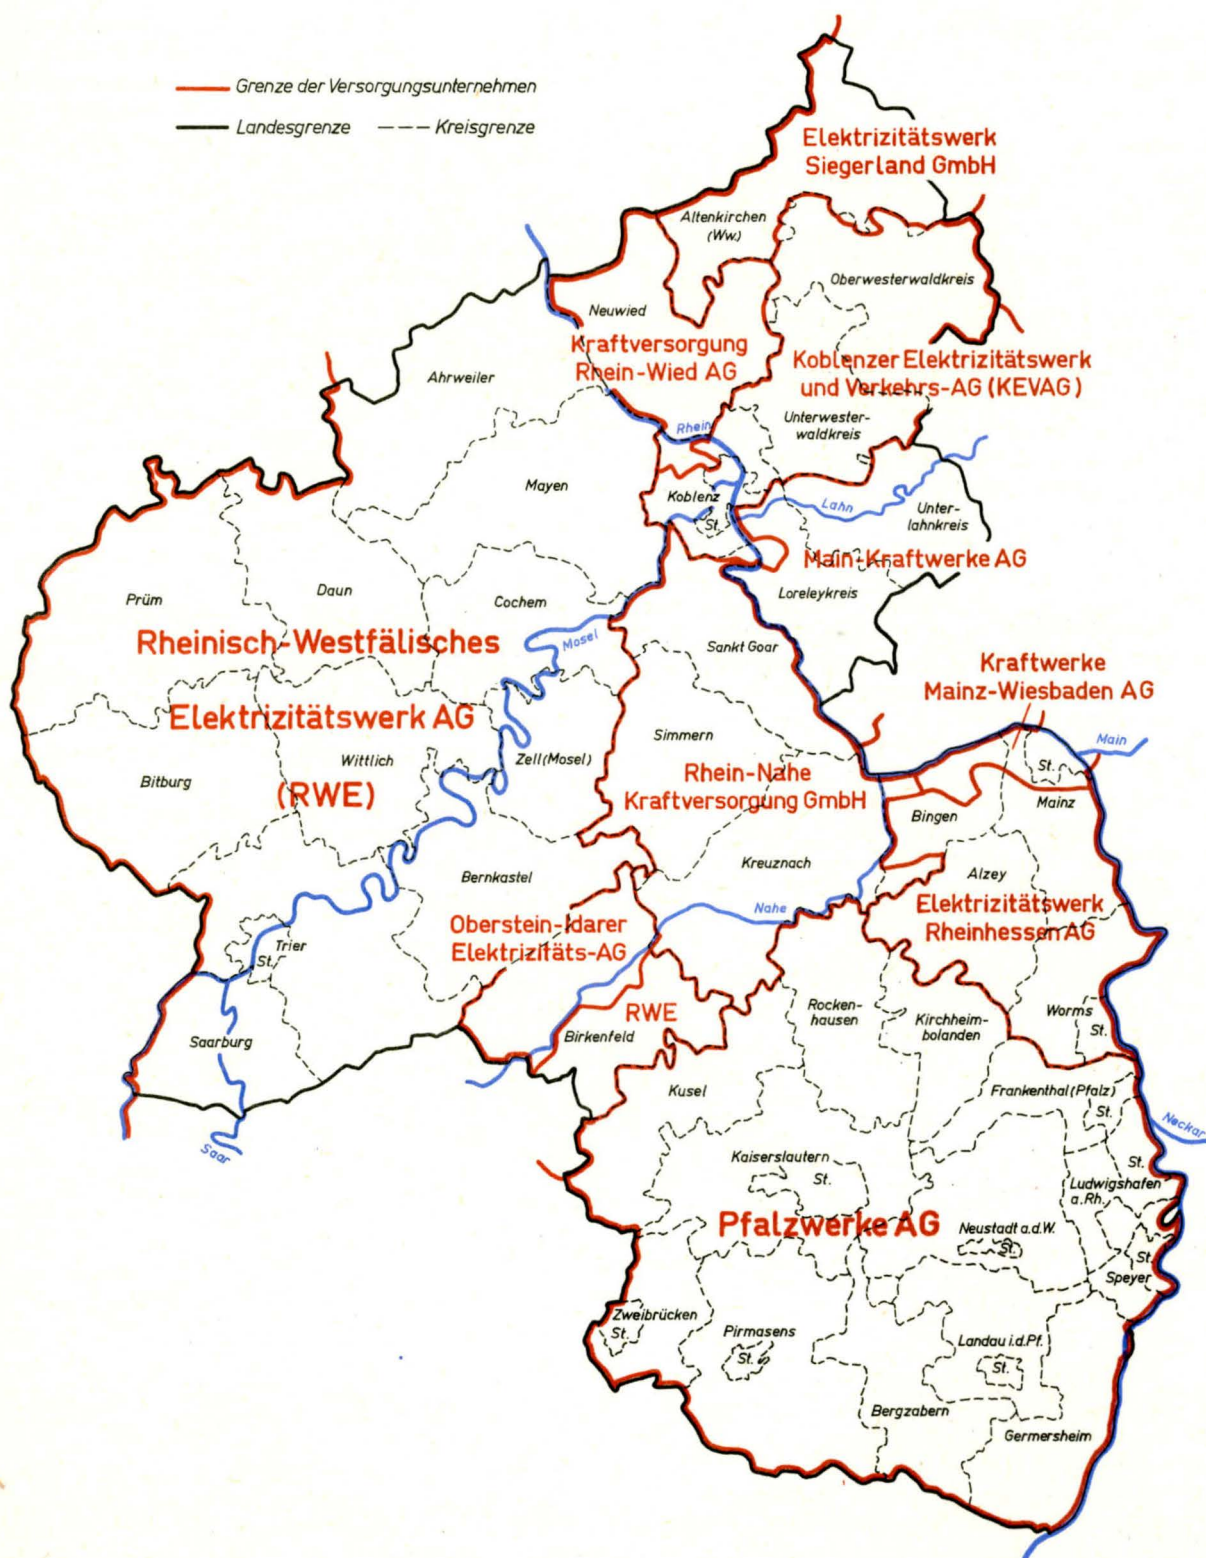 Grenze der Versorgungsunternehmen
Landesgrenze
Kreisgrenze
Elektrizitätswerk
Siegerland GmbH
Altenkirchen
(Ww.)
Oberwesterwaldkreis
Neuwied
Kraftversorgung
Rhein-Wied AG
Koblenzer Elektrizitätswerk
und Verkehrs-AG (KEVAG)
Ahrweiler
Unterwester-
waldkreis
Rhein
Mayen
Koblenz
St.
Lahn
Unter-
lahnkreis
Main-Kraftwerke AG
Loreleykreis
Prüm
Daun
Cochem
Mosel
Rheinisch-Westfälisches
Elektrizitätswerk AG
(RWE)
Sankt Goar
Kraftwerke
Mainz-Wiesbaden AG
Main
Simmern
Bitburg
Wittlich
Zell (Mosel)
Rhein-Nahe
Kraftversorgung GmbH
St.
Mainz
Bingen
Kreuznach
Alzey
Bernkastel
Nahe
Elektrizitätswerk
Rheinhessen AG
Oberstein-Idarer
Elektrizitäts-AG
Trier
St.
RWE
Rocken-
hausen
Kirchheim-
bolanden
Worms
St.
Saarburg
Birkenfeld
Kusel
Frankenthal (Pfalz)
St.
Neckar
Saar
Kaiserslautern
St.
St.
Ludwigshafen
a. Rh.
Pfalzwerke AG
Neustadt a.d.W.
St.
St.
Speyer
Zweibrücken
St.
Pirmasens
St.
Landau i.d.Pf.
St.
Bergzabern
Germersheim